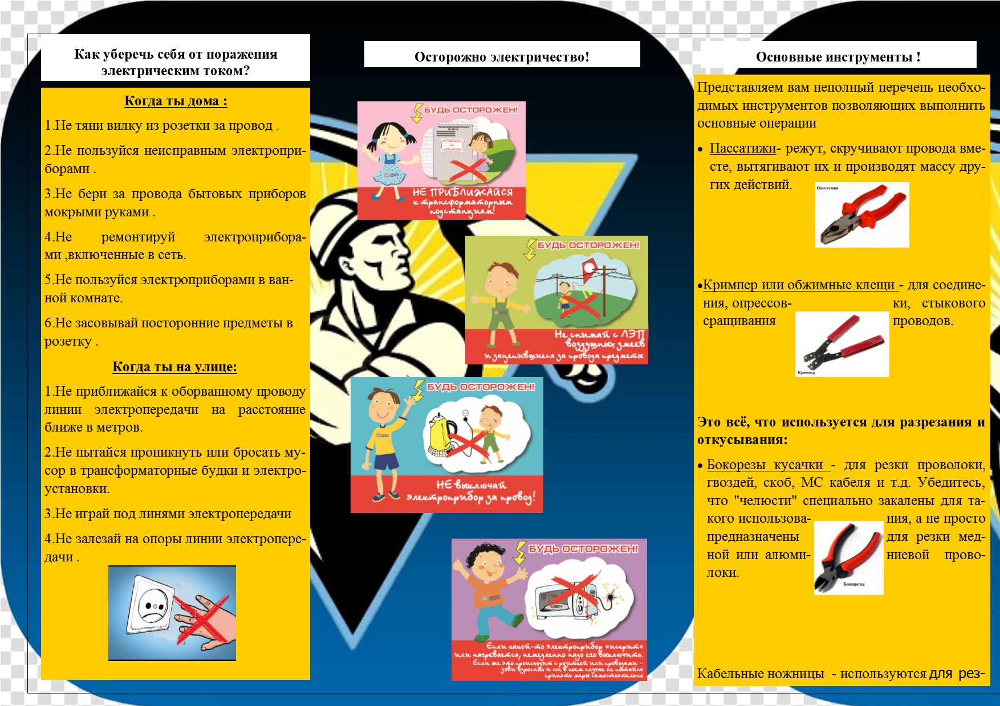 Как уберечь себя от поражения
электрическим током?
Когда ты дома :
1.Не тяни вилку из розетки за провод .
2.Не пользуйся неисправным электропри-
борами .
3.Не бери за провода бытовых приборов
мокрыми руками .
4.Не ремонтируй электроприбора-
ми ,включенные в сеть.
5.Не пользуйся электроприборами в ван-
ной комнате.
6.Не засовывай посторонние предметы в
розетку .
Когда ты на улице:
1.Не приближайся к оборванному проводу
линии электропередачи на расстояние
ближе в метров.
2.Не пытайся проникнуть или бросать му-
сор в трансформаторные будки и электро-
установки.
3.Не играй под линями электропередачи
4.Не залезай на опоры линии электропере-
дачи .
Осторожно электричество!
БУДЬ ОСТОРОЖЕН!
ТРАНСФОРМАТОРНАЯ
БУДКА
ОСТОРОЖНО
ПОД
НАПРЯЖЕНИЕМ
НЕ ПРИБЛИЖАЙСЯ
к трансформаторным
подстанциям!
БУДЬ ОСТОРОЖЕН!
Не снимай с ЛЭП
воздушных змеев
и зацепившиеся за провода предметы
БУДЬ ОСТОРОЖЕН!
НЕ выключай
электроприбор за провод!
БУДЬ ОСТОРОЖЕН!
Если какой-то электроприбор «искрит»
или нагревается, немедленно надо его выключить.
Если же это происходит с розеткой или проводами –
зови взрослых и ни в коем случае не пытайся
принять меры самостоятельно
Основные инструменты !
Представляем вам неполный перечень необхо-
димых инструментов позволяющих выполнить
основные операции
• Пассатижи- режут, скручивают провода вме-
сте, вытягивают их и производят массу дру-
гих действий.
Пассатижи
•Кримпер или обжимные клещи - для соедине-
ния, опрессов- ки, стыкового
сращивания проводов.
Кримпер
Это всё, что используется для разрезания и
откусывания:
• Бокорезы кусачки - для резки проволоки,
гвоздей, скоб, МС кабеля и т.д. Убедитесь,
что "челюсти" специально закалены для та-
кого использова- ния, а не просто
предназначены для резки мед-
ной или алюми- ниевой прово-
локи.
Бокорезы
Кабельные ножницы - используются для рез-